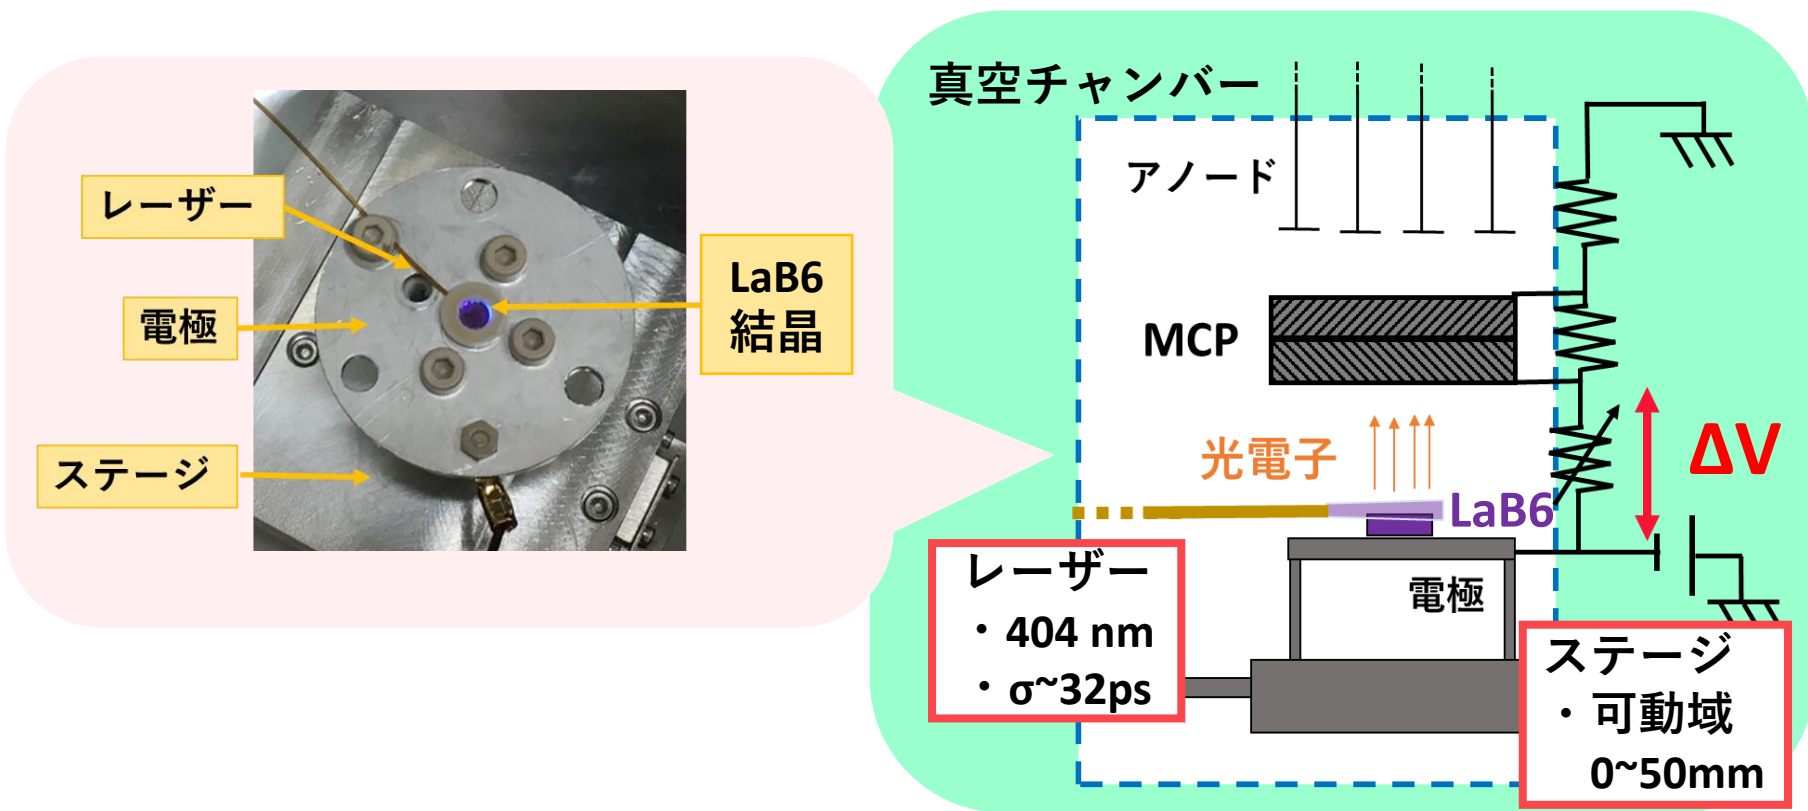 レーザー
電極
ステージ
LaB6
結晶
真空チャンバー
アノード
MCP
光電子
LaB6
ΔV
電極
レーザー
・404 nm
・σ~32ps
ステージ
・可動域
0~50mm